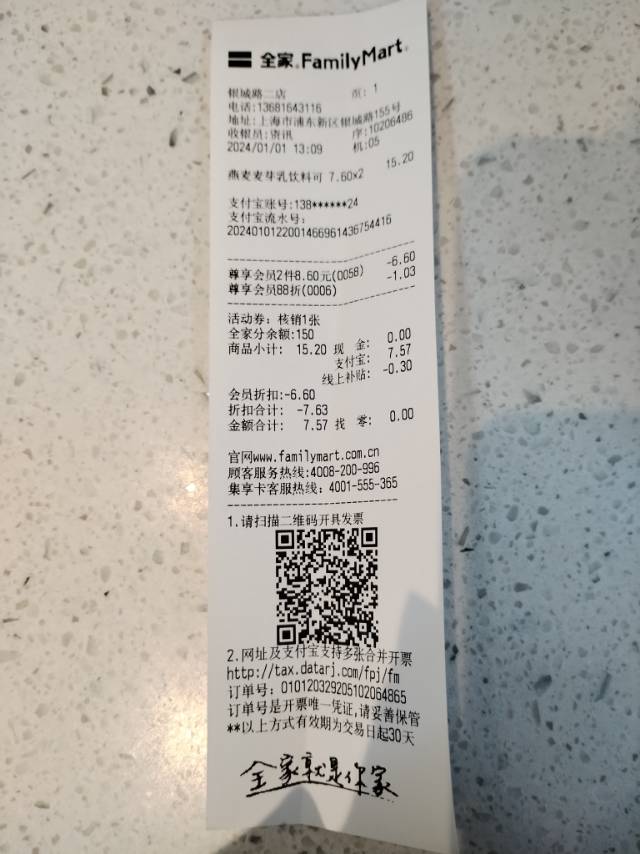 全家 FamilyMart
银城路二店 页: 1
电话:13681643116
地址:上海市浦东新区银城路155号
收银员:资讯 序:10206486
2024/01/01 13:09 机:05
15.20
燕麦麦芽乳饮料可 7.60x2
支付宝账号:138******24
支付宝流水号:
2024010122001466961436754416
-6.60
尊享会员2件8.60元(0058) -1.03
尊享会员88折(0006)
活动券: 核销1张
全家分余额:150
商品小计: 15.20 现 金: 0.00
支付宝: 7.57
线上补贴: -0.30
会员折扣:-6.60
折扣合计: -7.63
金额合计: 7.57 找 零: 0.00
官网www.familymart.com.cn
顾客服务热线:4008-200-996
集享卡客服热线: 4001-555-365
1.请扫描二维码开具发票
2.网址及支付宝支持多张合并开票
http://tax.datarj.com/fpj/fm
订单号: 010120329205102064865
订单号是开票唯一凭证,请妥善保管
**以上方式有效期为交易日起30天
全家就是你家